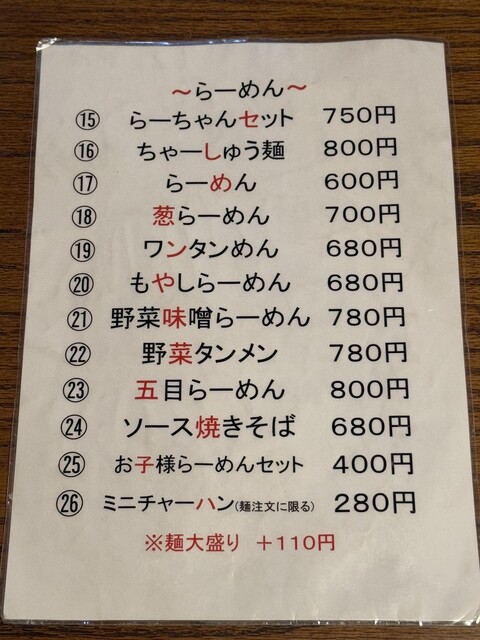 ～らーめん～
⑮ らーちゃんセット 750円
⑯ ちゃーしゅう麺 800円
⑰ らーめん 600円
⑱ 葱らーめん 700円
⑲ ワンタンめん 680円
⑳ もやしらーめん 680円
㉑ 野菜味噌らーめん 780円
㉒ 野菜タンメン 780円
㉓ 五目らーめん 800円
㉔ ソース焼きそば 680円
㉕ お子様らーめんセット 400円
㉖ ミニチャーハン(麺注文に限る) 280円
※麺大盛り ＋110円